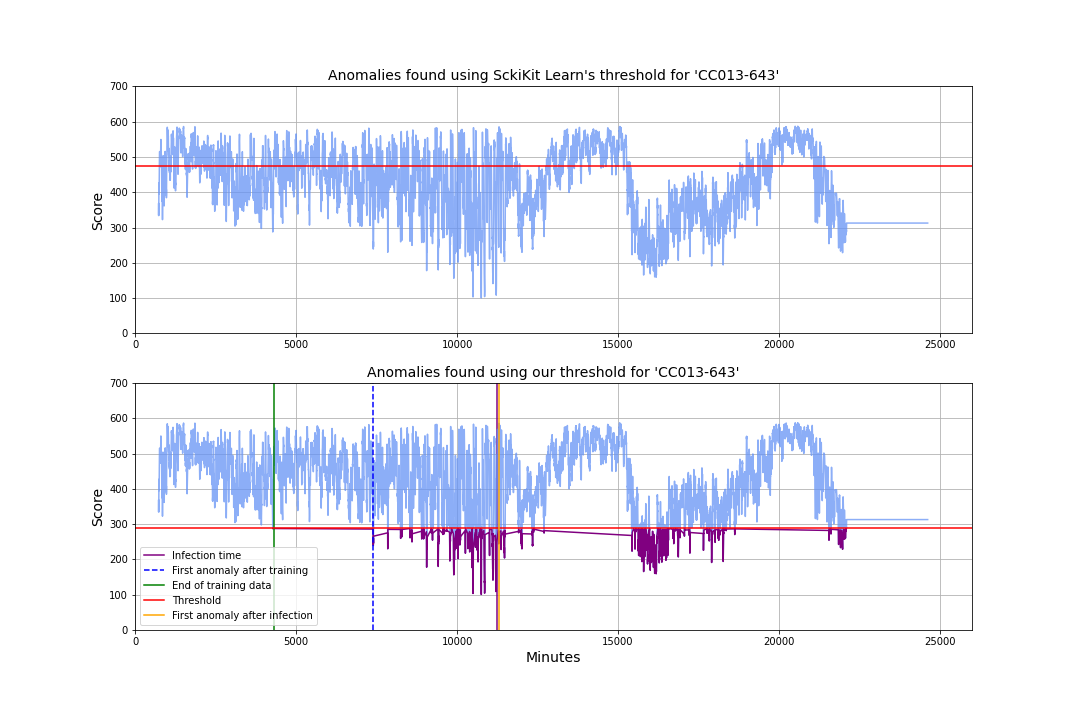 Anomalies found using SckiKit Learn's threshold for 'CC013-643'
700
600
500
400
300
200
100
0
Score
0 5000 10000 15000 20000 25000
Anomalies found using our threshold for 'CC013-643'
700
600
500
400
300
200
100
0
Score
Infection time
First anomaly after training
End of training data
Threshold
First anomaly after infection
0 5000 10000 15000 20000 25000
Minutes